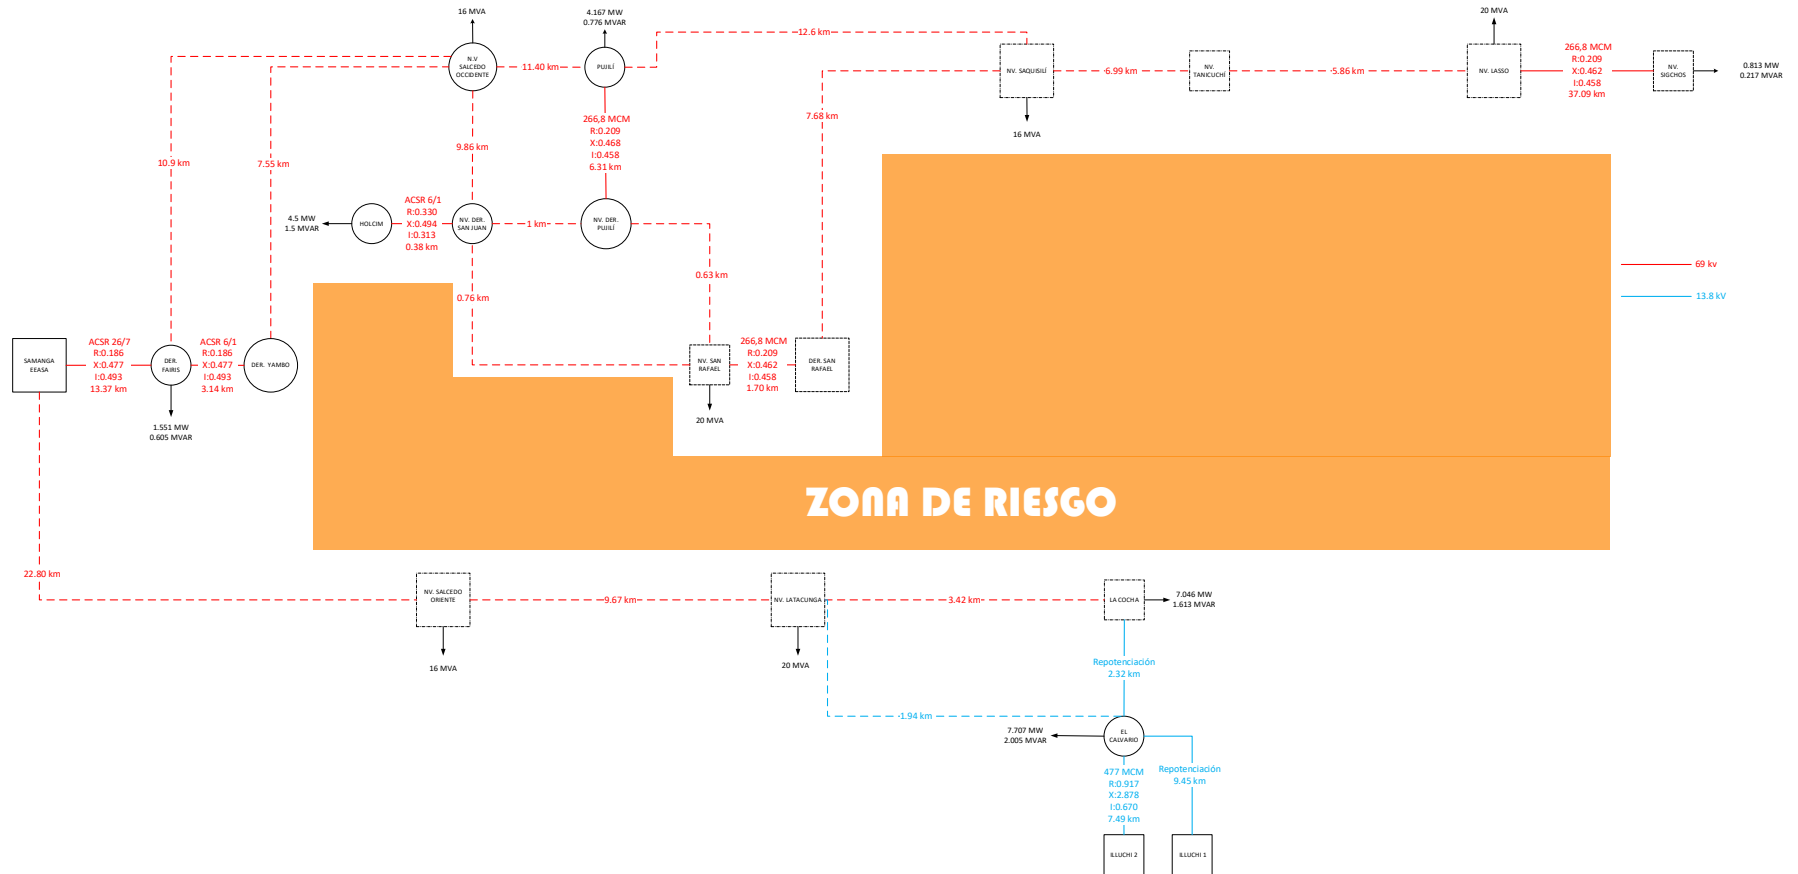 16 MVA
4.167 MW
0.776 MVAR
20 MVA
N.V
SALCEDO
OCCIDENTE
11.40 km
PUJILÍ
12.6 km
NV. SAQUISILÍ
6.99 km
NV.
TANICUCHÍ
5.86 km
NV. LASSO
266,8 MCM
R:0.209
X:0.462
I:0.458
37.09 km
NV.
SIGCHOS
0.813 MW
0.217 MVAR
16 MVA
7.68 km
10.9 km
7.55 km
9.86 km
266,8 MCM
R:0.209
X:0.468
I:0.458
6.31 km
4.5 MW
1.5 MVAR
HOLCIM
ACSR 6/1
R:0.330
X:0.494
I:0.313
0.38 km
NV. DER.
SAN JUAN
1 km
NV. DER.
PUJILÍ
0.63 km
0.76 km
69 kv
13.8 kV
SAMANGA
EEASA
ACSR 26/7
R:0.186
X:0.477
I:0.493
13.37 km
DER.
FAIRIS
ACSR 6/1
R:0.186
X:0.477
I:0.493
3.14 km
DER. YAMBO
1.551 MW
0.605 MVAR
NV. SAN
RAFAEL
266,8 MCM
R:0.209
X:0.462
I:0.458
1.70 km
DER. SAN
RAFAEL
20 MVA
ZONA DE RIESGO
22.80 km
NV. SALCEDO
ORIENTE
9.67 km
NV. LATACUNGA
3.42 km
LA COCHA
7.046 MW
1.613 MVAR
16 MVA
20 MVA
Repotenciación
2.32 km
1.94 km
7.707 MW
2.005 MVAR
EL
CALVARIO
477 MCM
R:0.917
X:2.878
I:0.670
7.49 km
Repotenciación
9.45 km
ILLUCHI 2
ILLUCHI 1